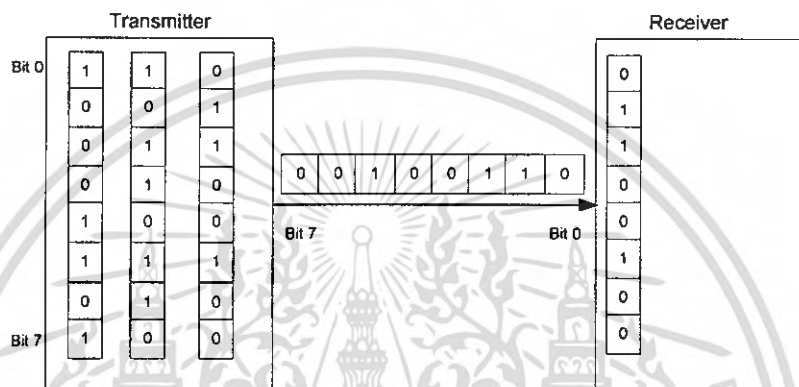 Transmitter Receiver
Bit 0 1 1 0 0
0 0 1 1
0 1 1 1
0 1 0 0
0 0 1 0 0 1 1 0
1 0 0 0
Bit 7 Bit 0
1 1 1 1
0 1 0 0
Bit 7 1 0 0 0